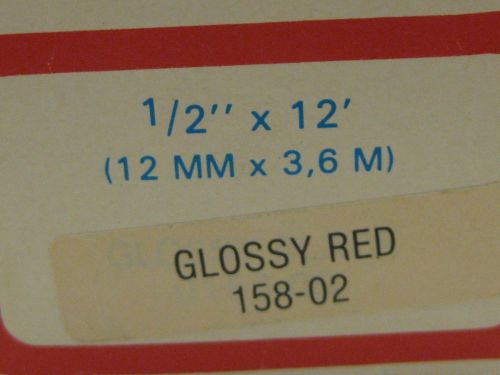 1/2'' x 12'
(12 MM x 3,6 M)
GLOSSY RED
158-02